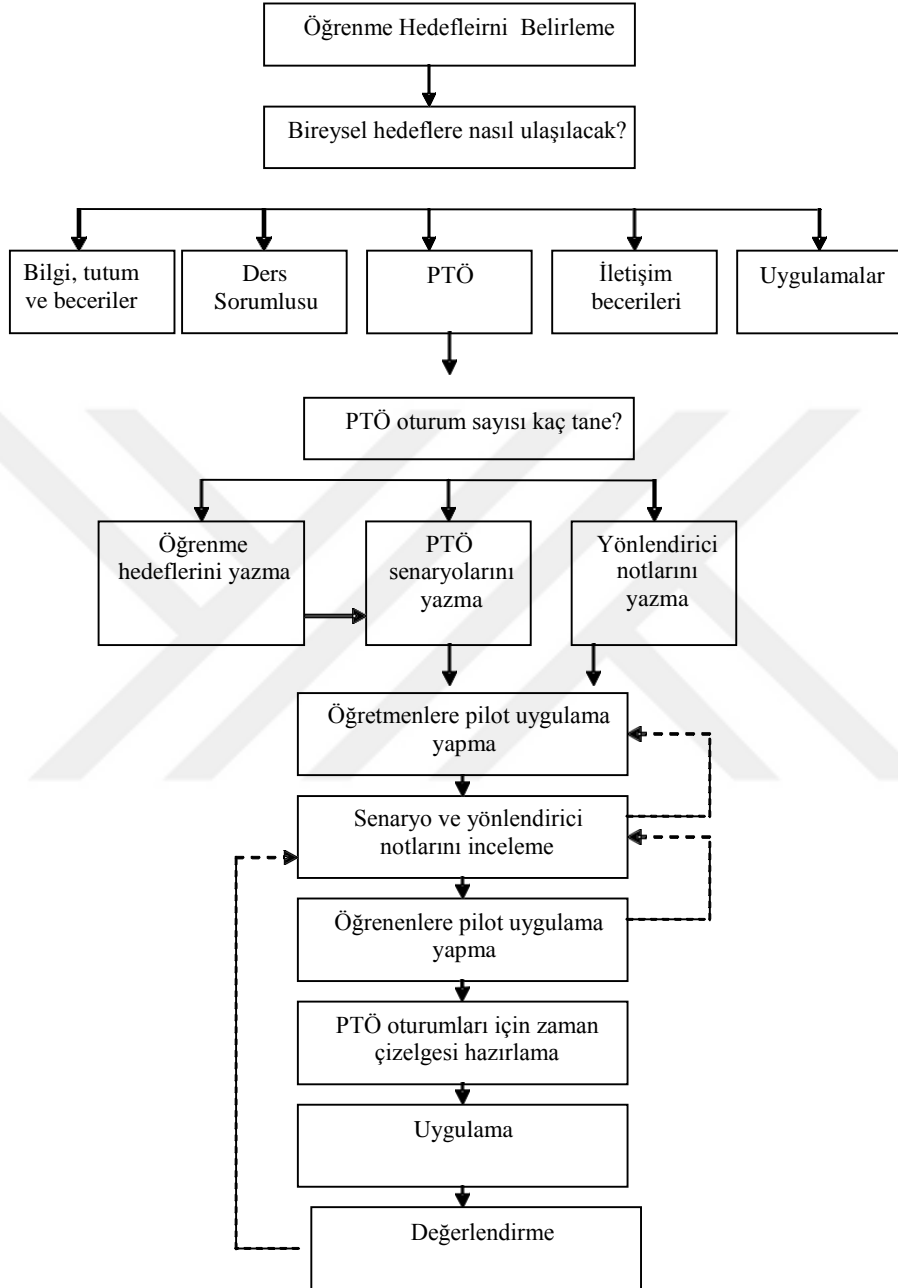 Öğrenme Hedefleirni Belirleme
Bireysel hedeflere nasıl ulaşılacak?
Bilgi, tutum
ve beceriler
Ders
Sorumlusu
PTÖ
İletişim
becerileri
Uygulamalar
PTÖ oturum sayısı kaç tane?
Öğrenme
hedeflerini yazma
PTÖ
senaryolarını
yazma
Yönlendirici
notlarını
yazma
Öğretmenlere pilot uygulama
yapma
Senaryo ve yönlendirici
notlarını inceleme
Öğrenenlere pilot uygulama
yapma
PTÖ oturumları için zaman
çizelgesi hazırlama
Uygulama
Değerlendirme